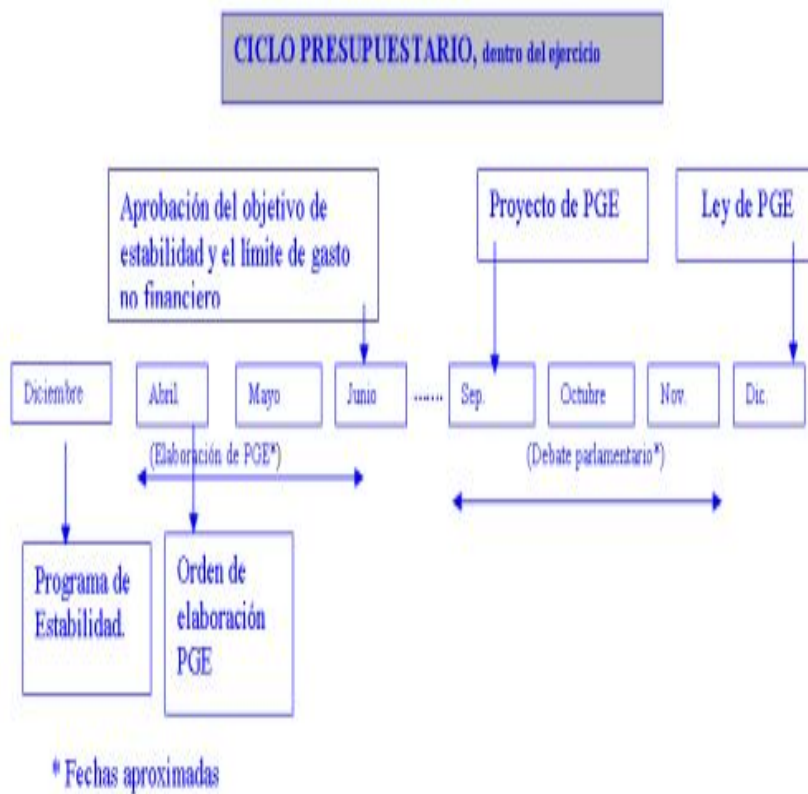 CICLO PRESUPUESTARIO, dentro del ejercicio
Aprobación del objetivo de
estabilidad y el límite de gasto
no financiero
Proyecto de PGE
Ley de PGE
Diciembre
Abril
Mayo
Junio
.......
Sep.
Octubre
Nov.
Dic.
(Elaboración de PGE*)
(Debate parlamentario*)
Programa de
Estabilidad.
Orden de
elaboración
PGE
* Fechas aproximadas